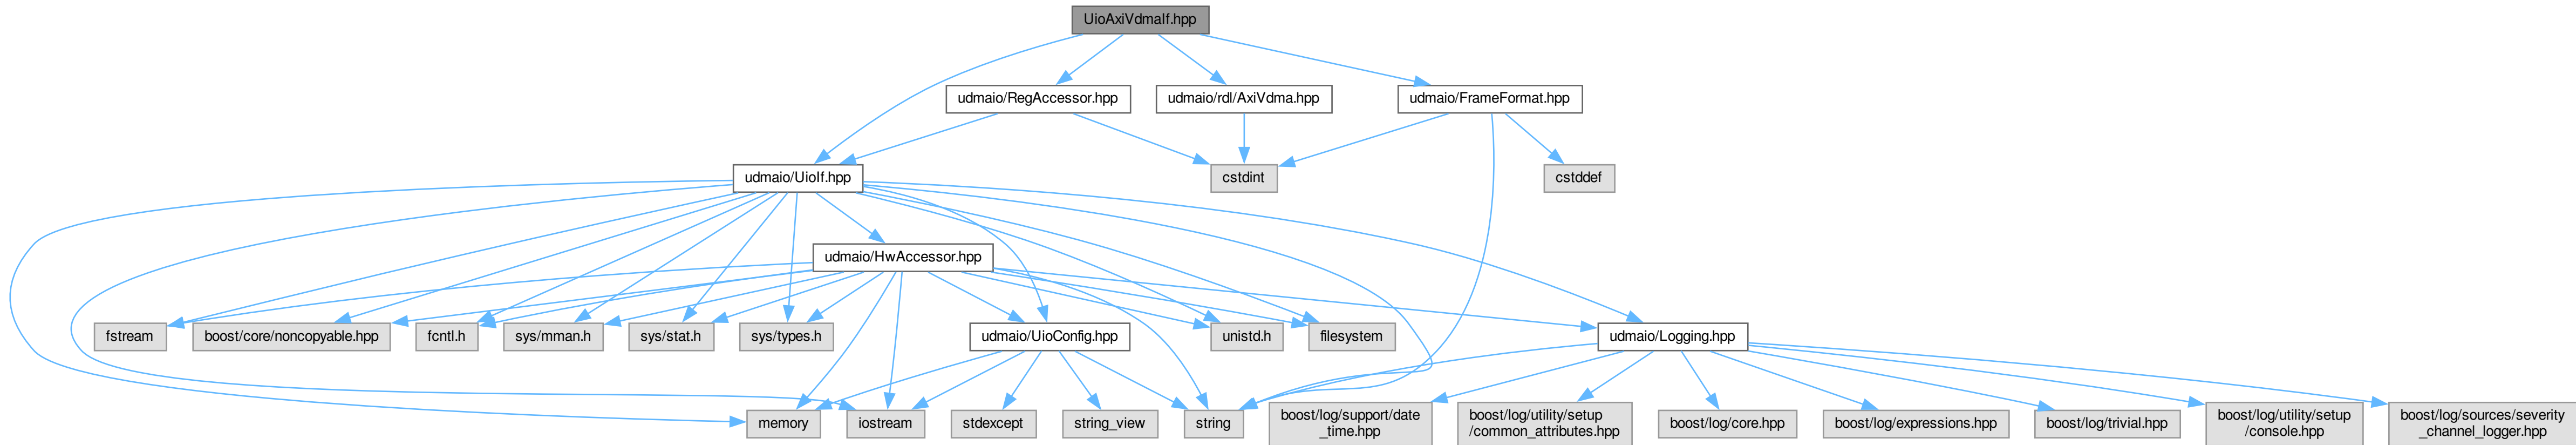 UioAxiVdmaIf.hpp
udmaio/RegAccessor.hpp
udmaio/rdl/AxiVdma.hpp
udmaio/FrameFormat.hpp
udmaio/UioIf.hpp
cstdint
cstddef
udmaio/HwAccessor.hpp
fstream
boost/core/noncopyable.hpp
fcntl.h
sys/mman.h
sys/stat.h
sys/types.h
udmaio/UioConfig.hpp
unistd.h
filesystem
udmaio/Logging.hpp
memory
iostream
stdexcept
string_view
string
boost/log/support/date
_time.hpp
boost/log/utility/setup
/common_attributes.hpp
boost/log/core.hpp
boost/log/expressions.hpp
boost/log/trivial.hpp
boost/log/utility/setup
/console.hpp
boost/log/sources/severity
_channel_logger.hpp